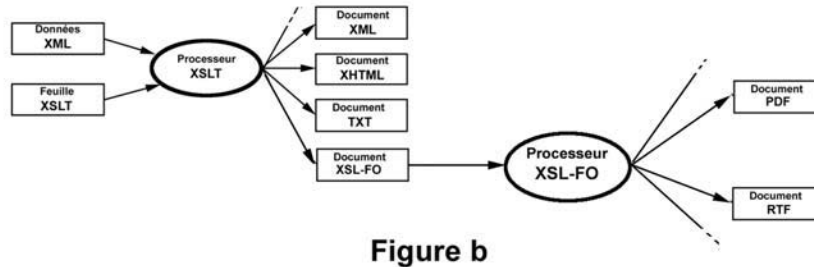 Données
XML
Feuille
XSLT
Processeur
XSLT
Document
XML
Document
XHTML
Document
TXT
Document
XSL-FO
Processeur
XSL-FO
Document
PDF
Document
RTF
Figure b